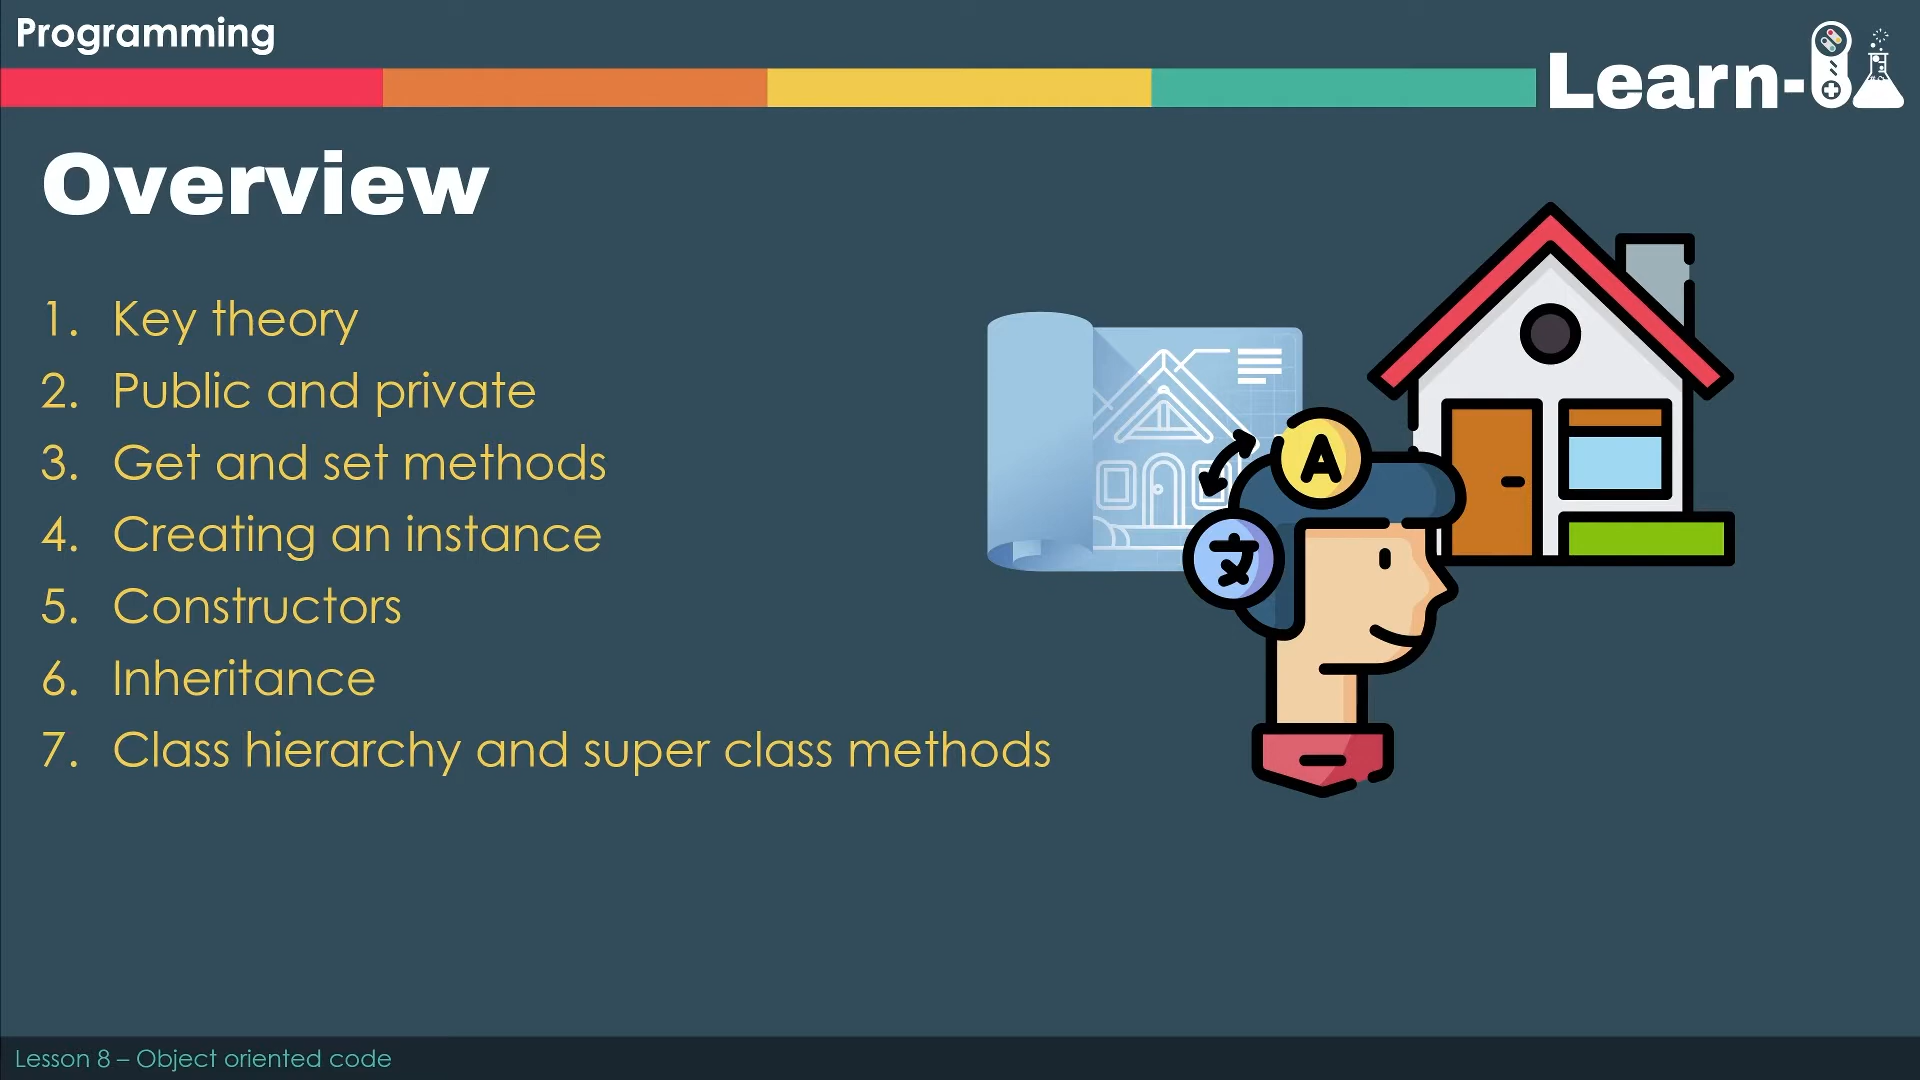 Programming
Learn-
Overview
1. Key theory
2. Public and private
3. Get and set methods
4. Creating an instance
5. Constructors
6. Inheritance
7. Class hierarchy and super class methods
A
文
Lesson 8 – Object oriented code